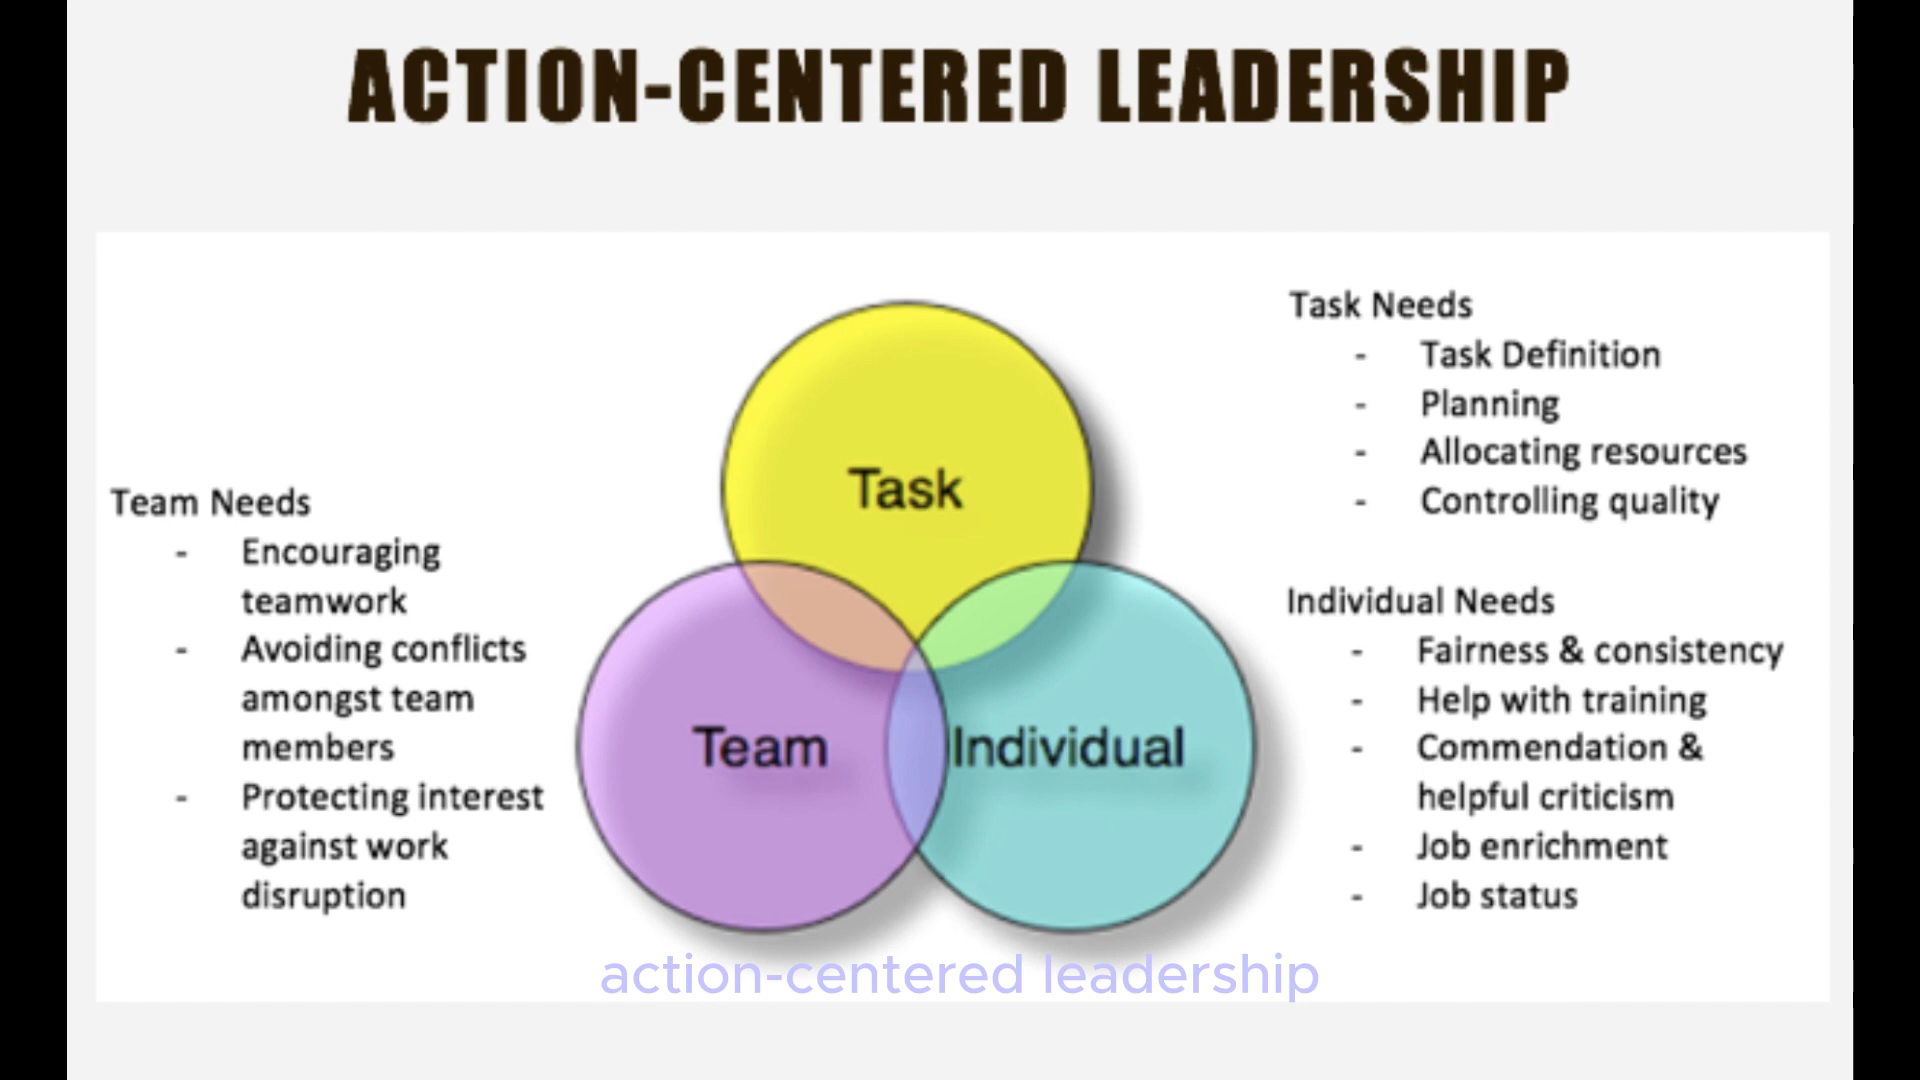 ACTION-CENTERED LEADERSHIP
Task Needs
- Task Definition
- Planning
- Allocating resources
- Controlling quality
Task
Team Needs
- Encouraging
teamwork
- Avoiding conflicts
amongst team
members
- Protecting interest
against work
disruption
Team
Individual
Individual Needs
- Fairness & consistency
- Help with training
- Commendation &
helpful criticism
- Job enrichment
- Job status
action-centered leadership